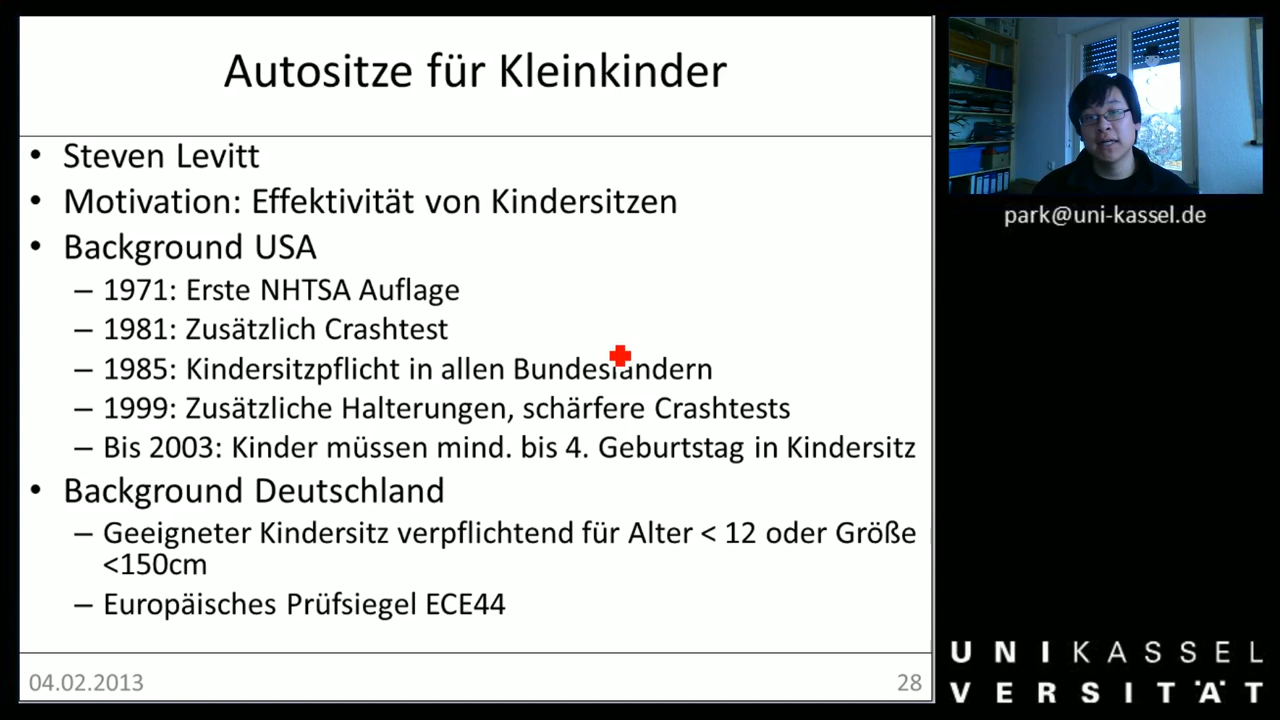 Autositze für Kleinkinder
• Steven Levitt
• Motivation: Effektivität von Kindersitzen
• Background USA
– 1971: Erste NHTSA Auflage
– 1981: Zusätzlich Crashtest
– 1985: Kindersitzpflicht in allen Bundesländern
– 1999: Zusätzliche Halterungen, schärfere Crashtests
– Bis 2003: Kinder müssen mind. bis 4. Geburtstag in Kindersitz
• Background Deutschland
– Geeigneter Kindersitz verpflichtend für Alter < 12 oder Größe
<150cm
– Europäisches Prüfsiegel ECE44
04.02.2013
28
park@uni-kassel.de
UNIKASSEL
VERSITÄT